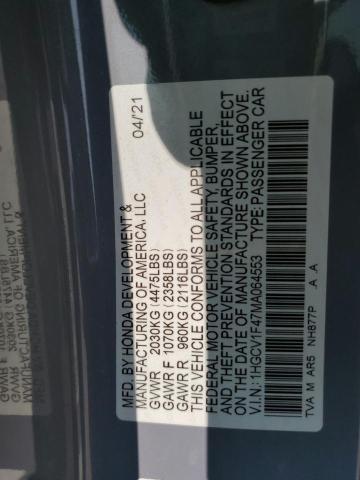 MFD. BY HONDA DEVELOPMENT &
MANUFACTURING OF AMERICA, LLC 04/21
GVWR 2030KG (4475LBS)
GAWR F 1070KG (2358LBS)
GAWR R 960KG (2116LBS)
THIS VEHICLE CONFORMS TO ALL APPLICABLE
FEDERAL MOTOR VEHICLE SAFETY, BUMPER,
AND THEFT PREVENTION STANDARDS IN EFFECT
ON THE DATE OF MANUFACTURE SHOWN ABOVE.
V.I.N.:1HGCV1F47MA064553 TYPE:PASSENGER CAR
TVA M AR5 NH877P A A